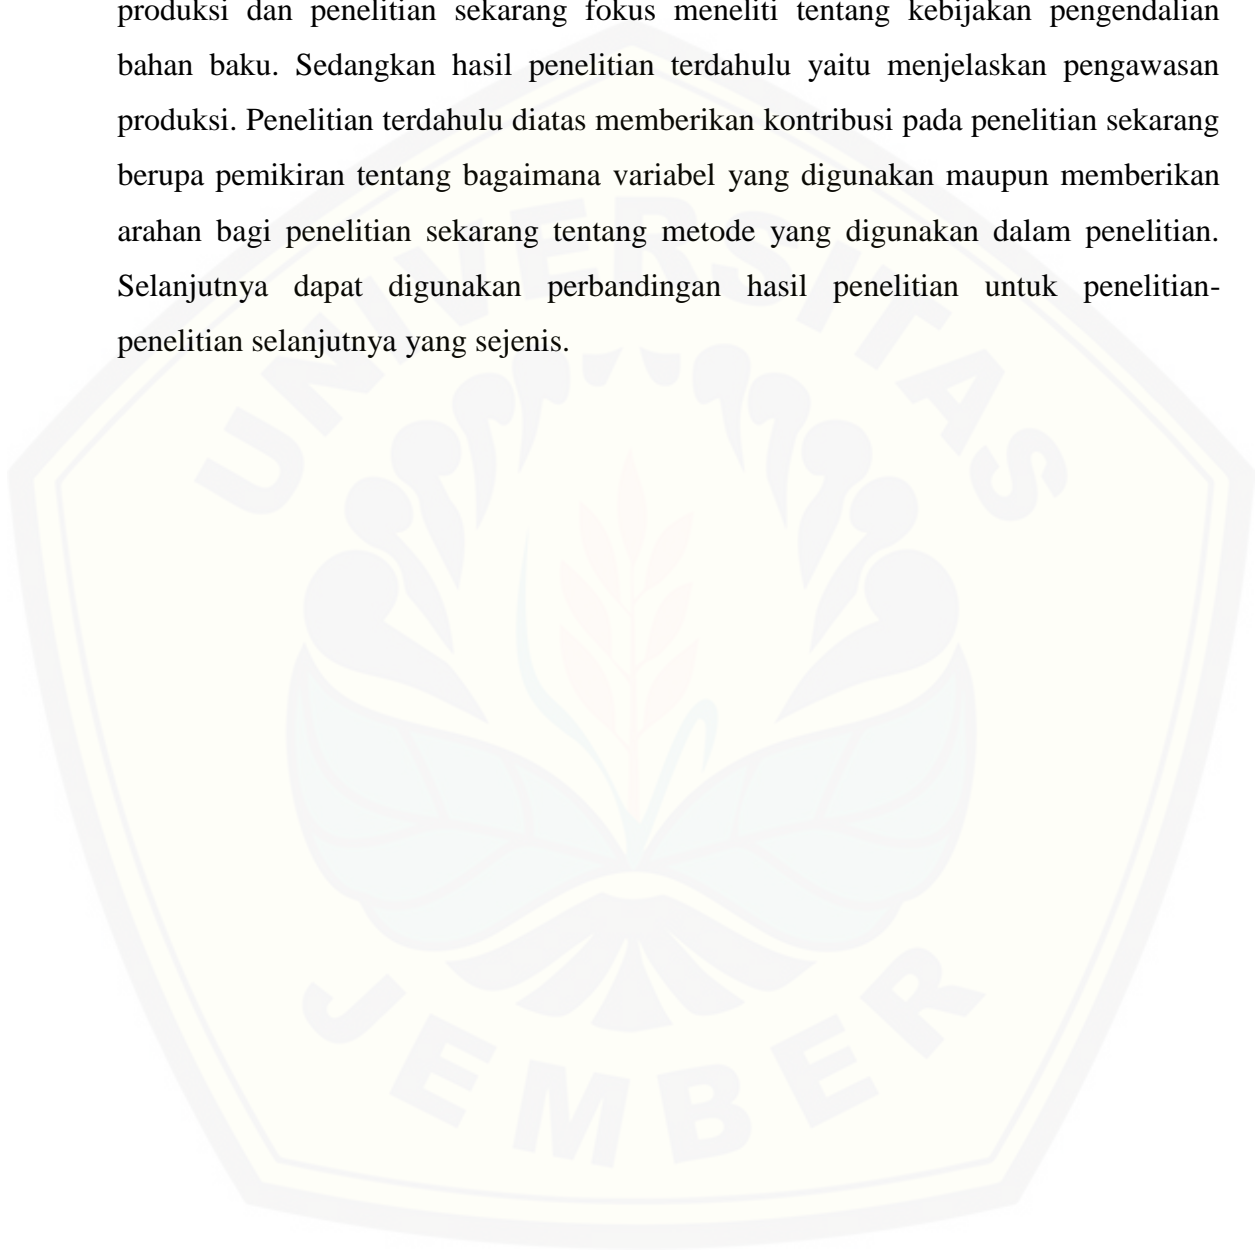 produksi dan penelitian sekarang fokus meneliti tentang kebijakan pengendalian
bahan baku. Sedangkan hasil penelitian terdahulu yaitu menjelaskan pengawasan
produksi. Penelitian terdahulu diatas memberikan kontribusi pada penelitian sekarang
berupa pemikiran tentang bagaimana variabel yang digunakan maupun memberikan
arahan bagi penelitian sekarang tentang metode yang digunakan dalam penelitian.
Selanjutnya dapat digunakan perbandingan hasil penelitian untuk penelitian-
penelitian selanjutnya yang sejenis.
UNIVERSITAS
JEMBER